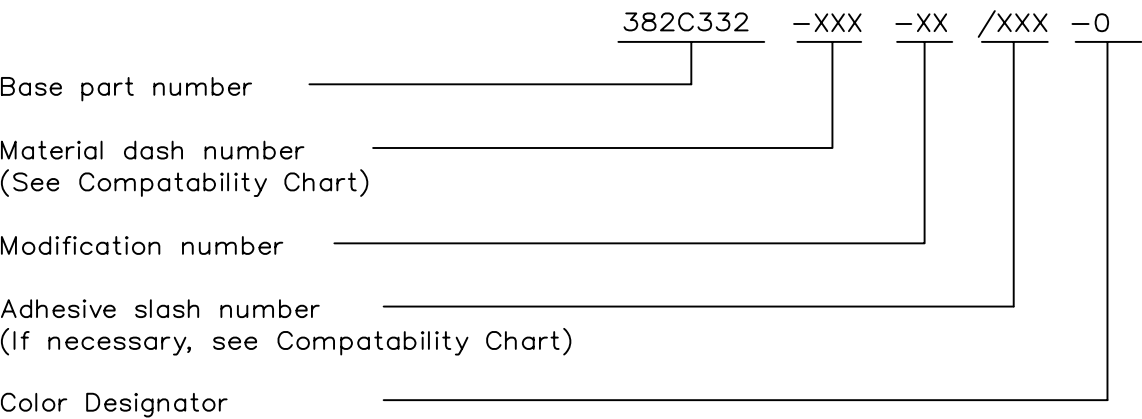 382C332 -XXX -XX /XXX -0
Base part number
Material dash number
(See Compatability Chart)
Modification number
Adhesive slash number
(If necessary, see Compatability Chart)
Color Designator